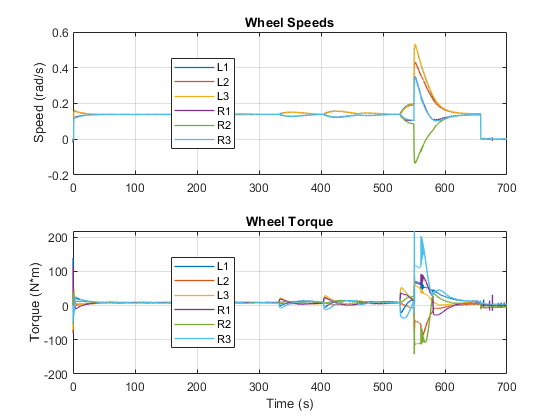 Wheel Speeds
0.6
0.4
0.2
0
-0.2
Speed (rad/s)
L1
L2
L3
R1
R2
R3
0 100 200 300 400 500 600 700
Wheel Torque
200
100
0
-100
-200
Torque (N*m)
L1
L2
L3
R1
R2
R3
0 100 200 300 400 500 600 700
Time (s)